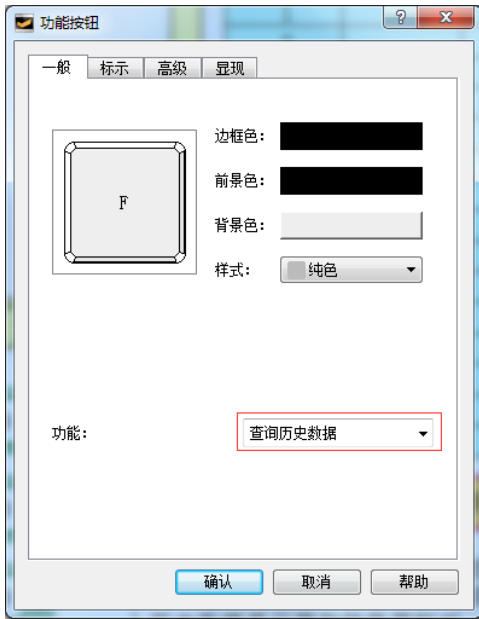 功能按钮
?
X
一般 标示 高级 显现
F
边框色：
前景色：
背景色：
样式： 纯色
功能： 查询历史数据
确认 取消 帮助